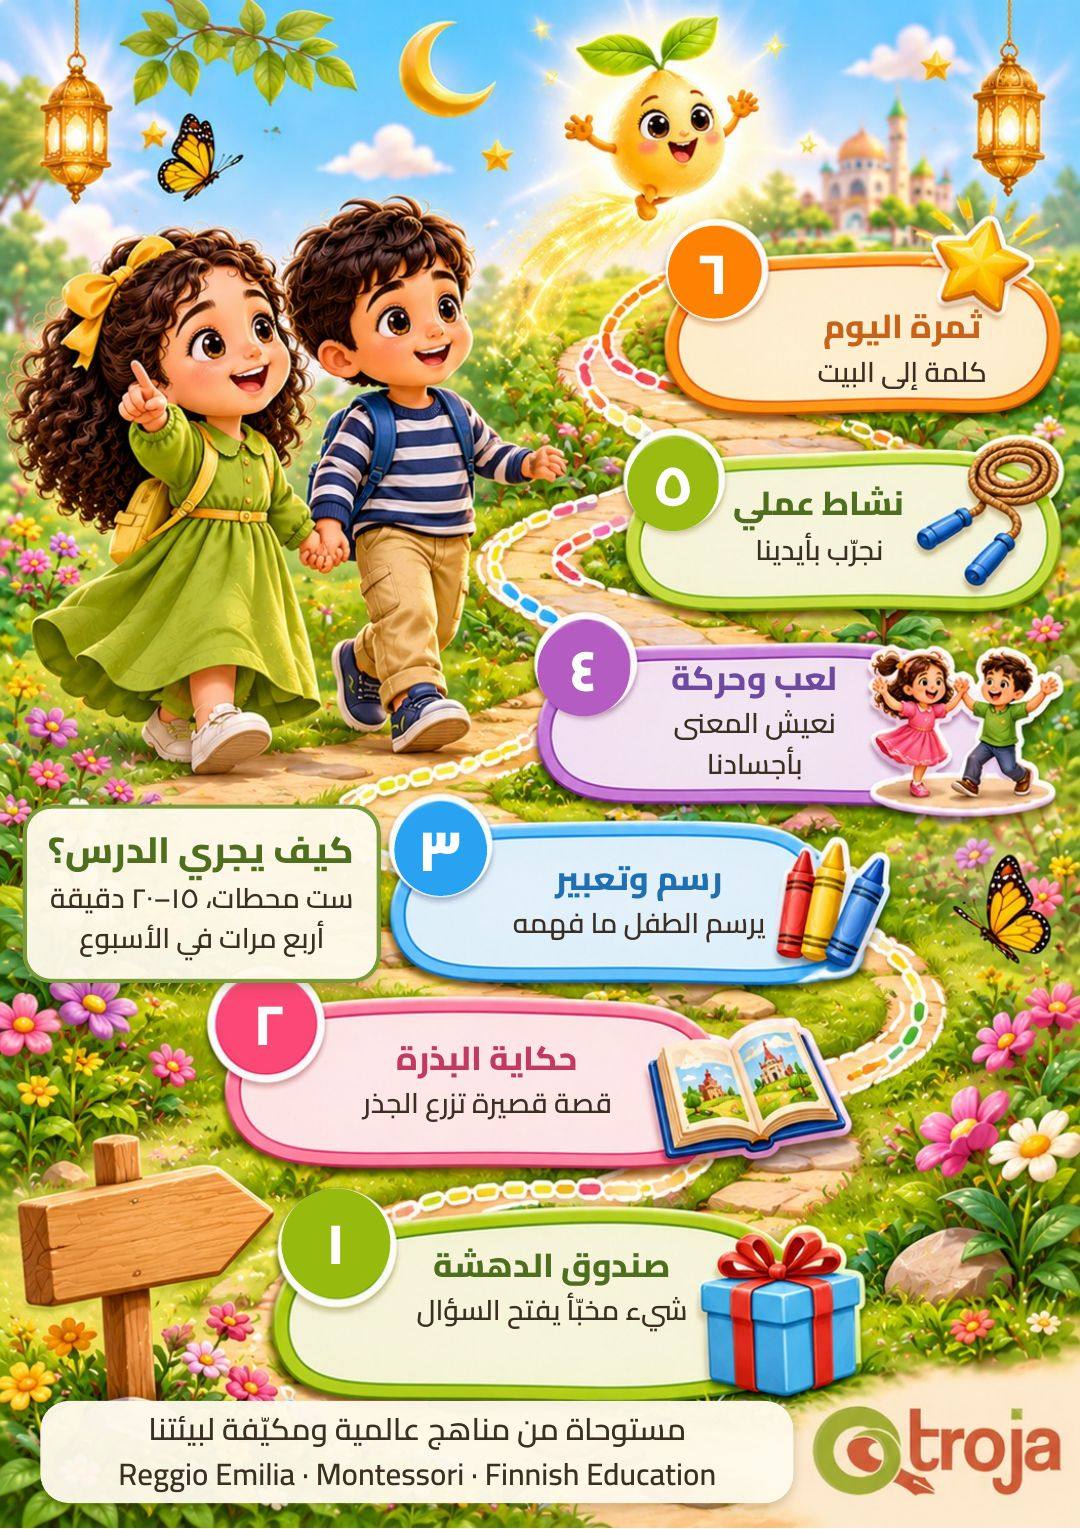 ٦
ثمرة اليوم
كلمة إلى البيت
٥
نشاط عملي
نجرّب بأيدينا
٤
لعب وحركة
نعيش المعنى
بأجسادنا
٣
رسم وتعبير
يرسم الطفل ما فهمه
كيف يجري الدرس؟
ست محطات، ١٥–٢٠ دقيقة
أربع مرات في الأسبوع
٢
حكاية البذرة
قصة قصيرة تزرع الجذر
١
صندوق الدهشة
شيء مخبّأ يفتح السؤال
مستوحاة من مناهج عالمية ومكيّفة لبيئتنا
Reggio Emilia · Montessori · Finnish Education
troja